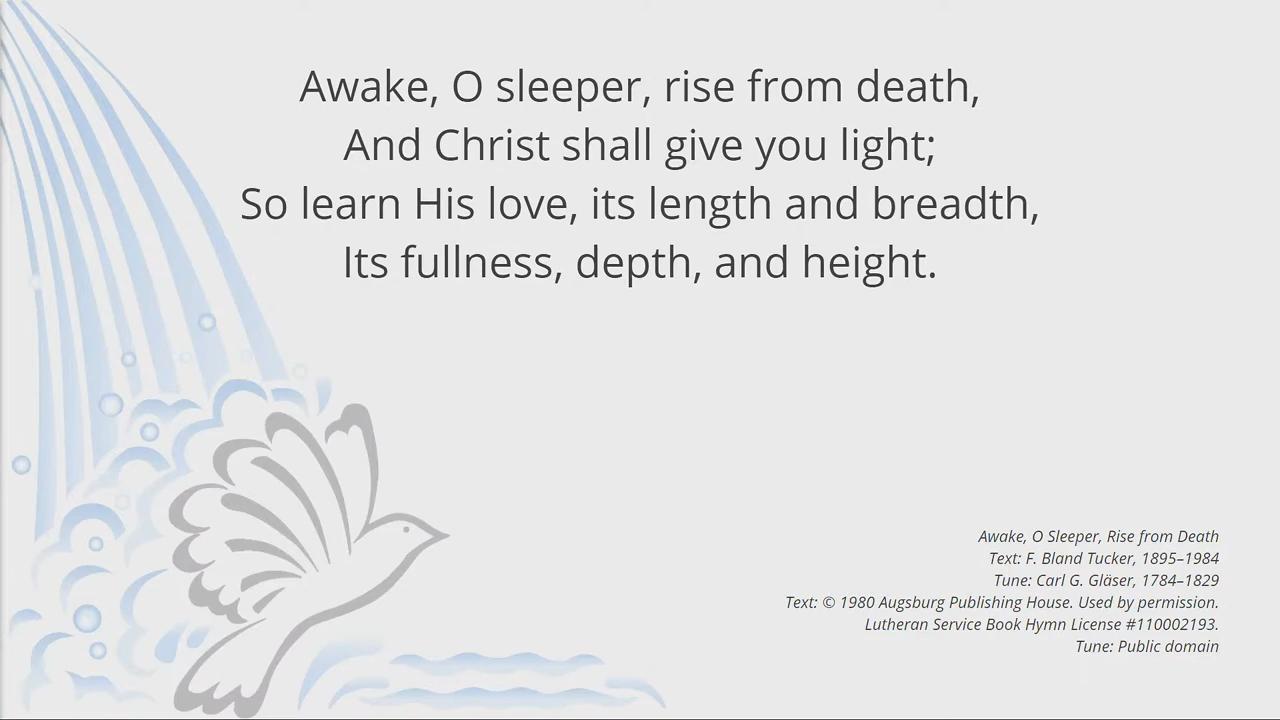 Awake, O sleeper, rise from death,
And Christ shall give you light;
So learn His love, its length and breadth,
Its fullness, depth, and height.
Awake, O Sleeper, Rise from Death
Text: F. Bland Tucker, 1895–1984
Tune: Carl G. Gläser, 1784–1829
Text: © 1980 Augsburg Publishing House. Used by permission.
Lutheran Service Book Hymn License #110002193.
Tune: Public domain